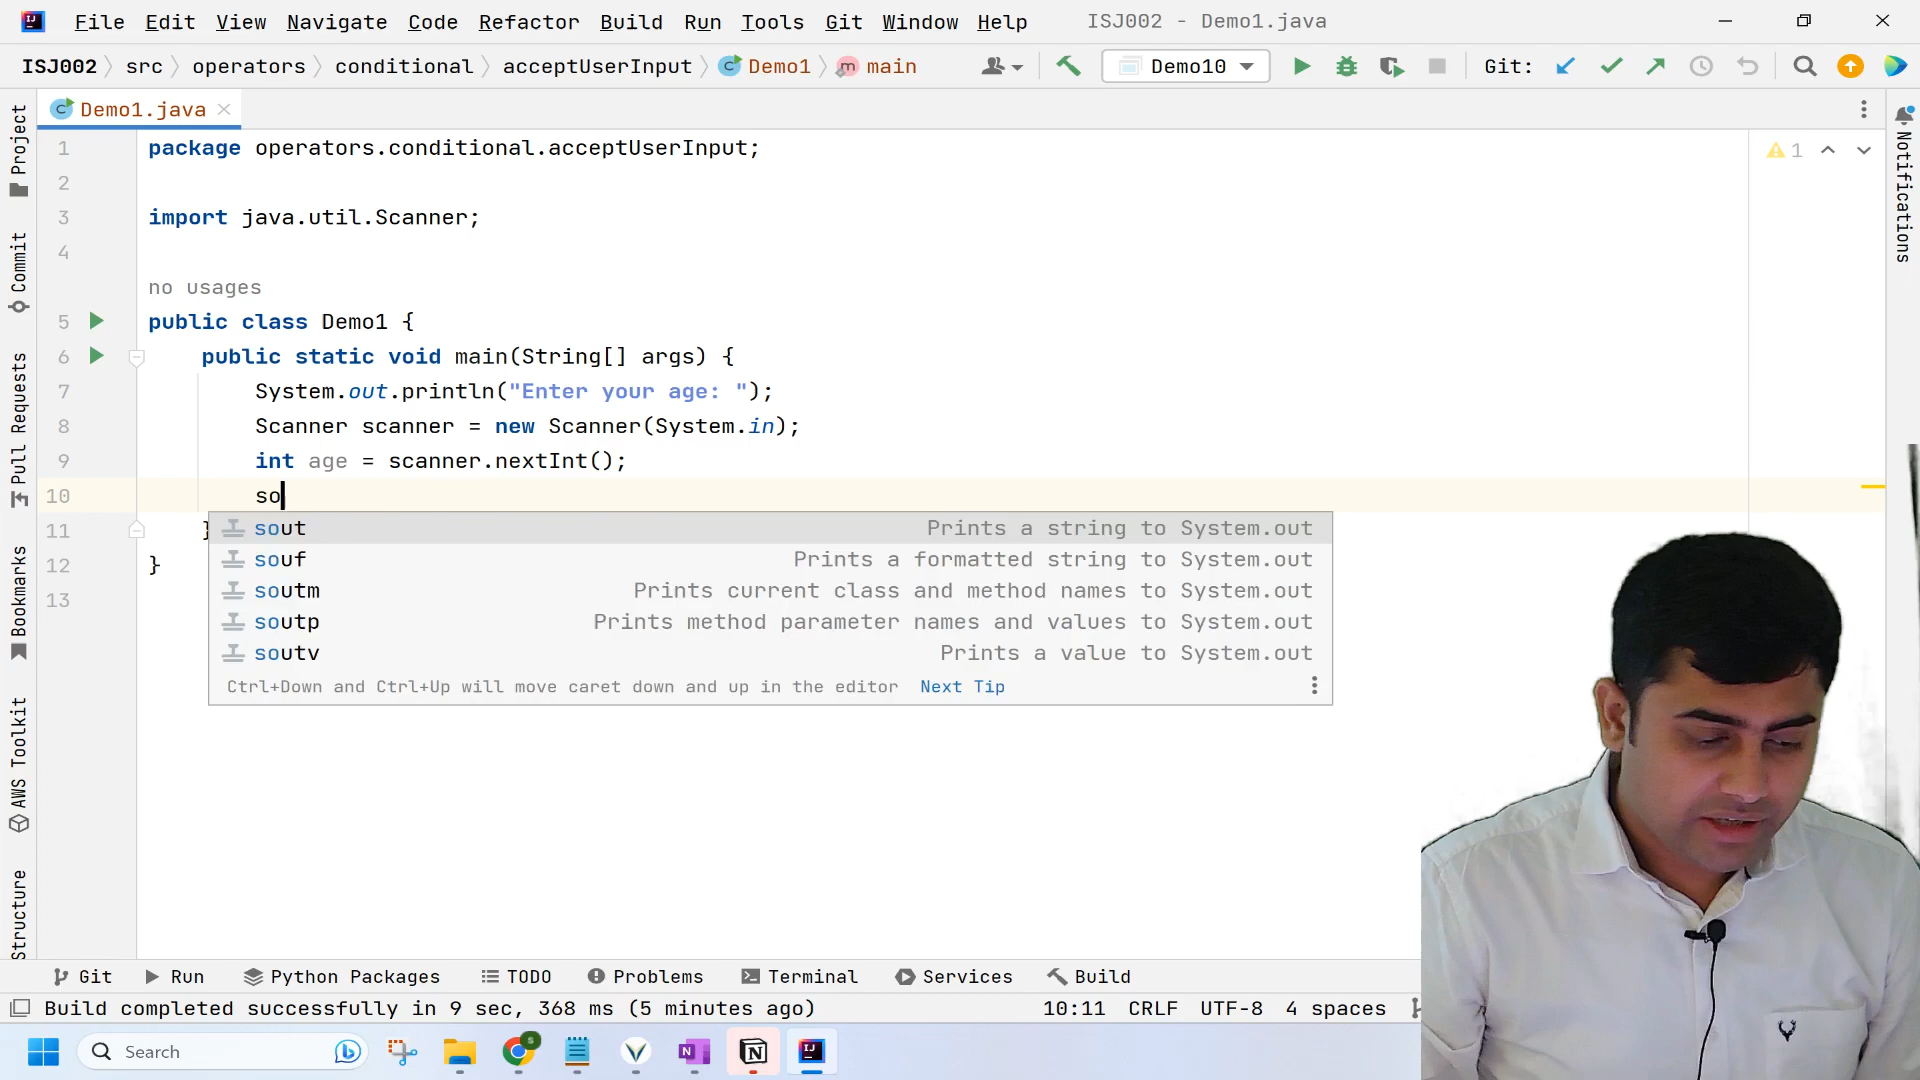 File Edit View Navigate Code Refactor Build Run Tools Git Window Help ISJ002 - Demo1.java
ISJ002 src operators conditional acceptUserInput Demo1 main Demo10 Git:
Demo1.java
1 package operators.conditional.acceptUserInput;
2
3 import java.util.Scanner;
4
no usages
5 public class Demo1 {
6 public static void main(String[] args) {
7 System.out.println("Enter your age: ");
8 Scanner scanner = new Scanner(System.in);
9 int age = scanner.nextInt();
10 so
11 }
12 }
13
sout Prints a string to System.out
souf Prints a formatted string to System.out
soutm Prints current class and method names to System.out
soutp Prints method parameter names and values to System.out
soutv Prints a value to System.out
Ctrl+Down and Ctrl+Up will move caret down and up in the editor Next Tip
1
Project
Commit
Pull Requests
Bookmarks
AWS Toolkit
Structure
Notifications
Git Run Python Packages TODO Problems Terminal Services Build
Build completed successfully in 9 sec, 368 ms (5 minutes ago) 10:11 CRLF UTF-8 4 spaces
Search